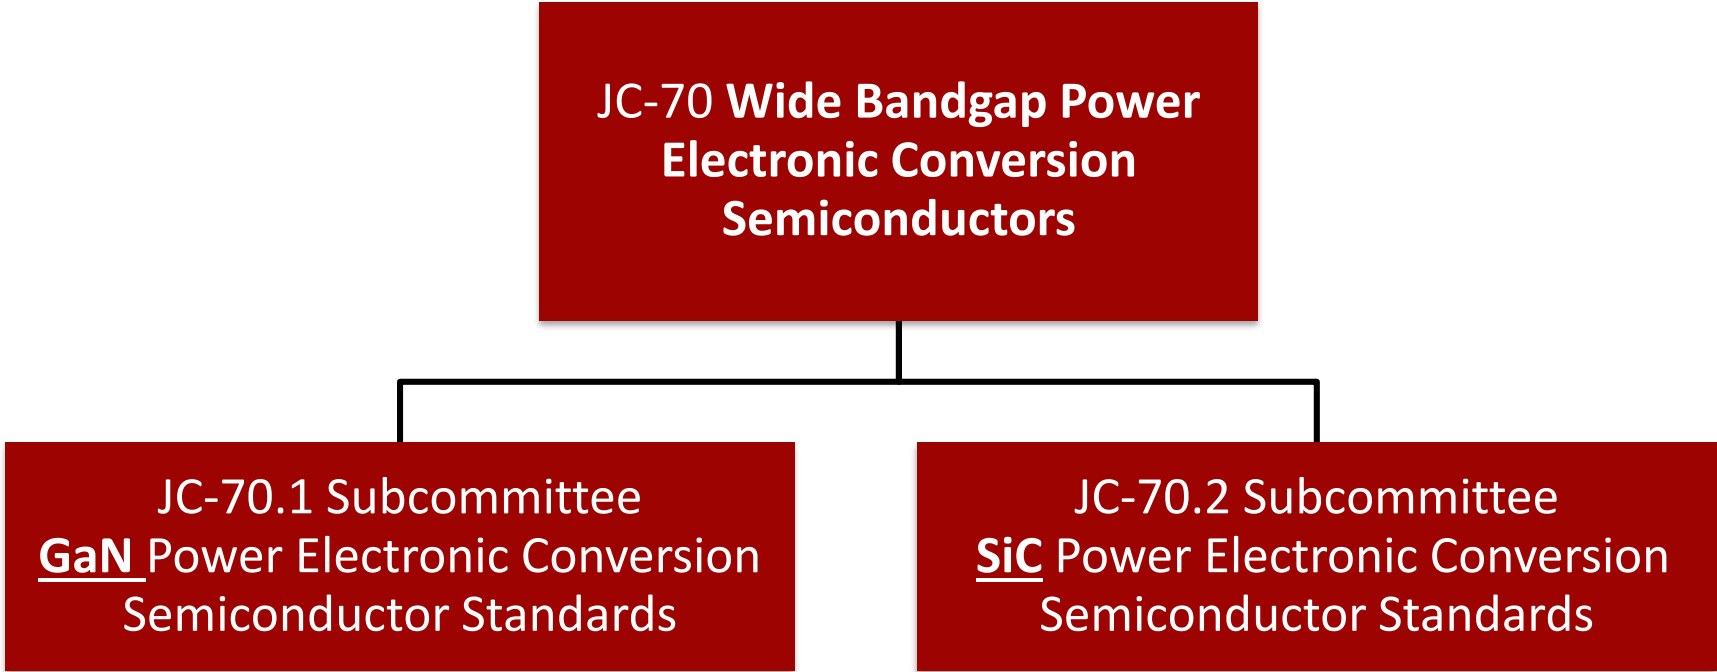 JC-70 Wide Bandgap Power
Electronic Conversion
Semiconductors
JC-70.1 Subcommittee
GaN Power Electronic Conversion
Semiconductor Standards
JC-70.2 Subcommittee
SiC Power Electronic Conversion
Semiconductor Standards